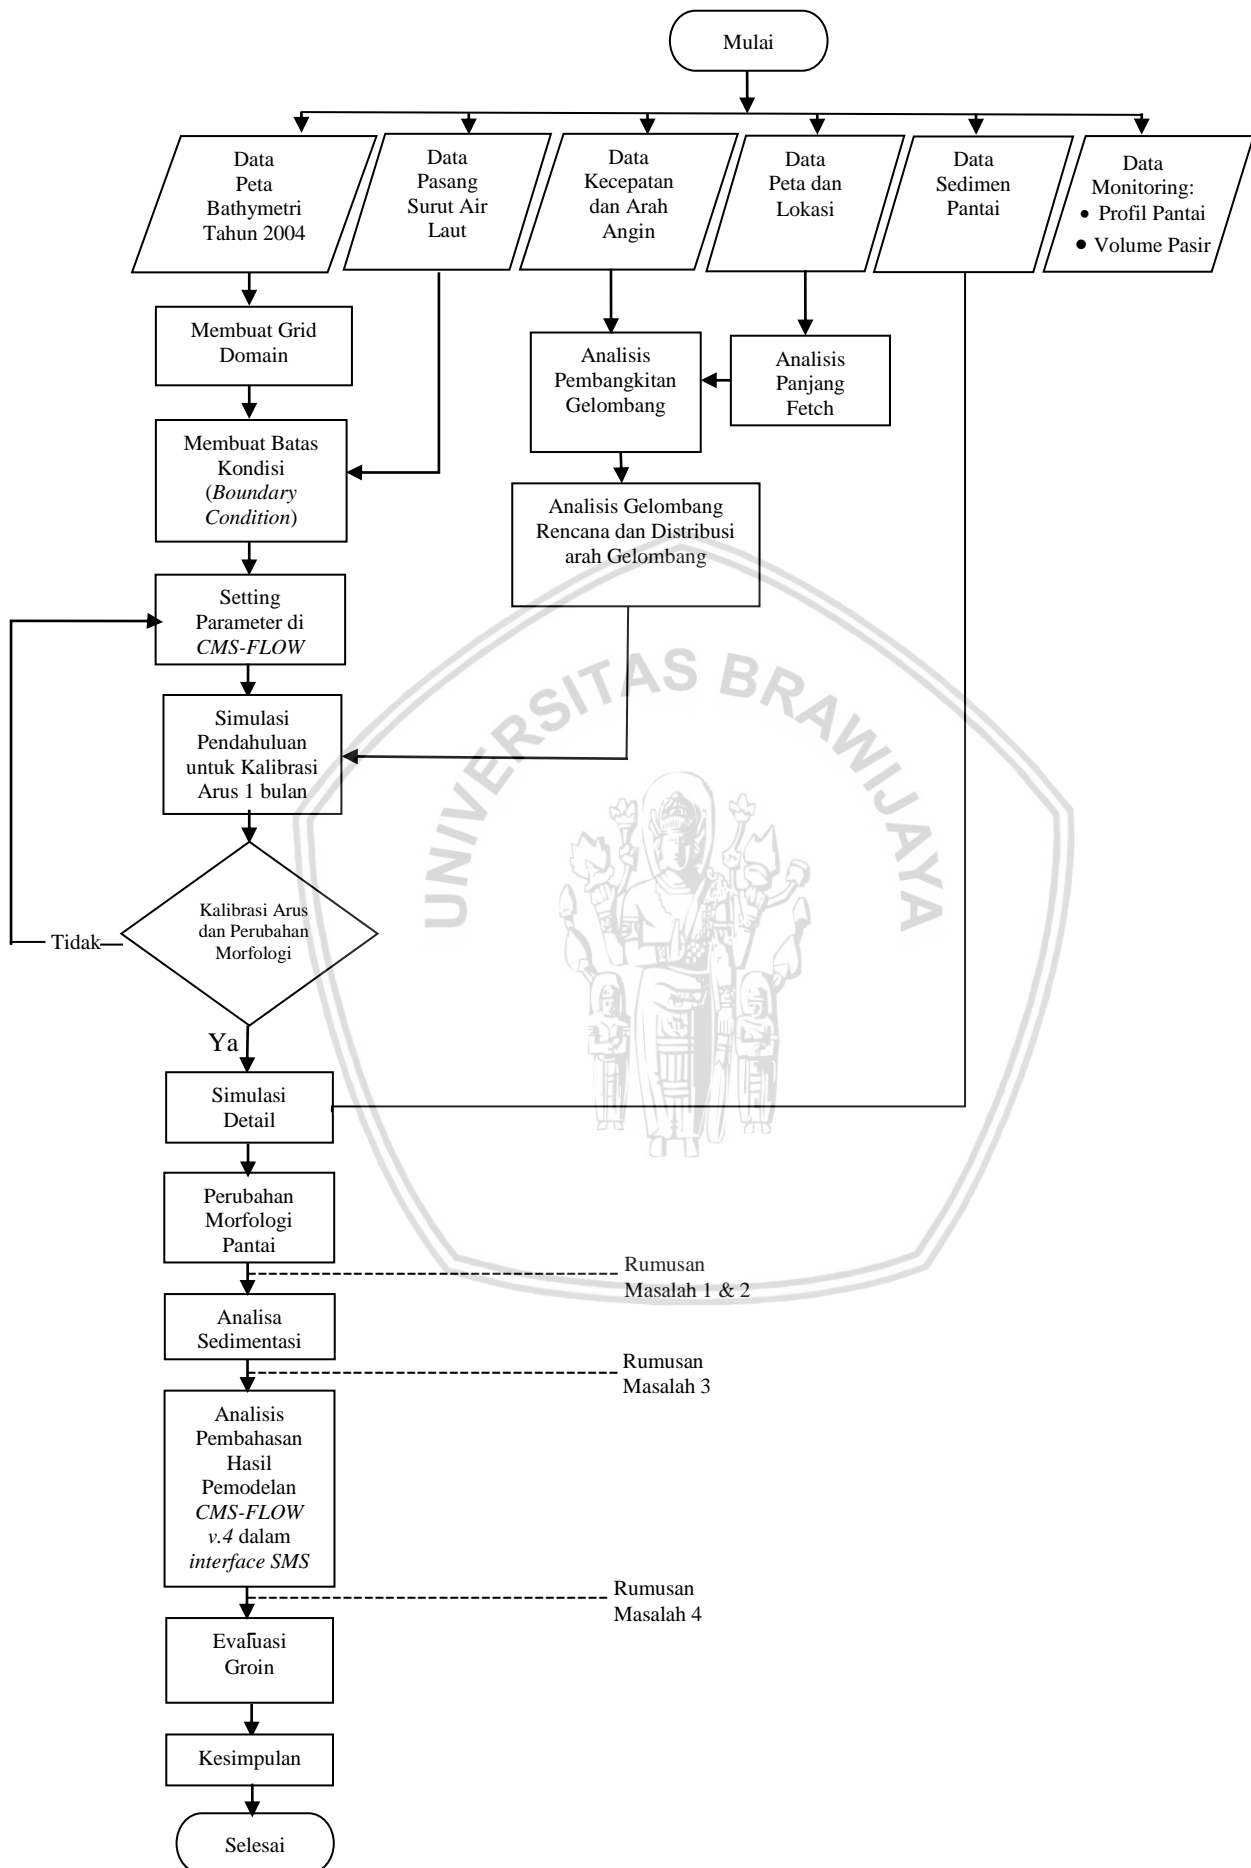 Mulai
Data
Peta
Bathymetri
Tahun 2004
Data
Pasang
Surut Air
Laut
Data
Kecepatan
dan Arah
Angin
Data
Peta dan
Lokasi
Data
Sedimen
Pantai
Data
Monitoring:
• Profil Pantai
• Volume Pasir
Membuat Grid
Domain
Analisis
Pembangkitan
Gelombang
Analisis
Panjang
Fetch
Membuat Batas
Kondisi
(Boundary
Condition)
Analisis Gelombang
Rencana dan Distribusi
arah Gelombang
Setting
Parameter di
CMS-FLOW
Simulasi
Pendahuluan
untuk Kalibrasi
Arus 1 bulan
UNIVERSITAS BRAWIJAYA
Kalibrasi Arus
dan Perubahan
Morfologi
Tidak
Ya
Simulasi
Detail
Perubahan
Morfologi
Pantai
Rumusan
Masalah 1 & 2
Analisa
Sedimentasi
Rumusan
Masalah 3
Analisis
Pembahasan
Hasil
Pemodelan
CMS-FLOW
v.4 dalam
interface SMS
Rumusan
Masalah 4
Evaluasi
Groin
Kesimpulan
Selesai